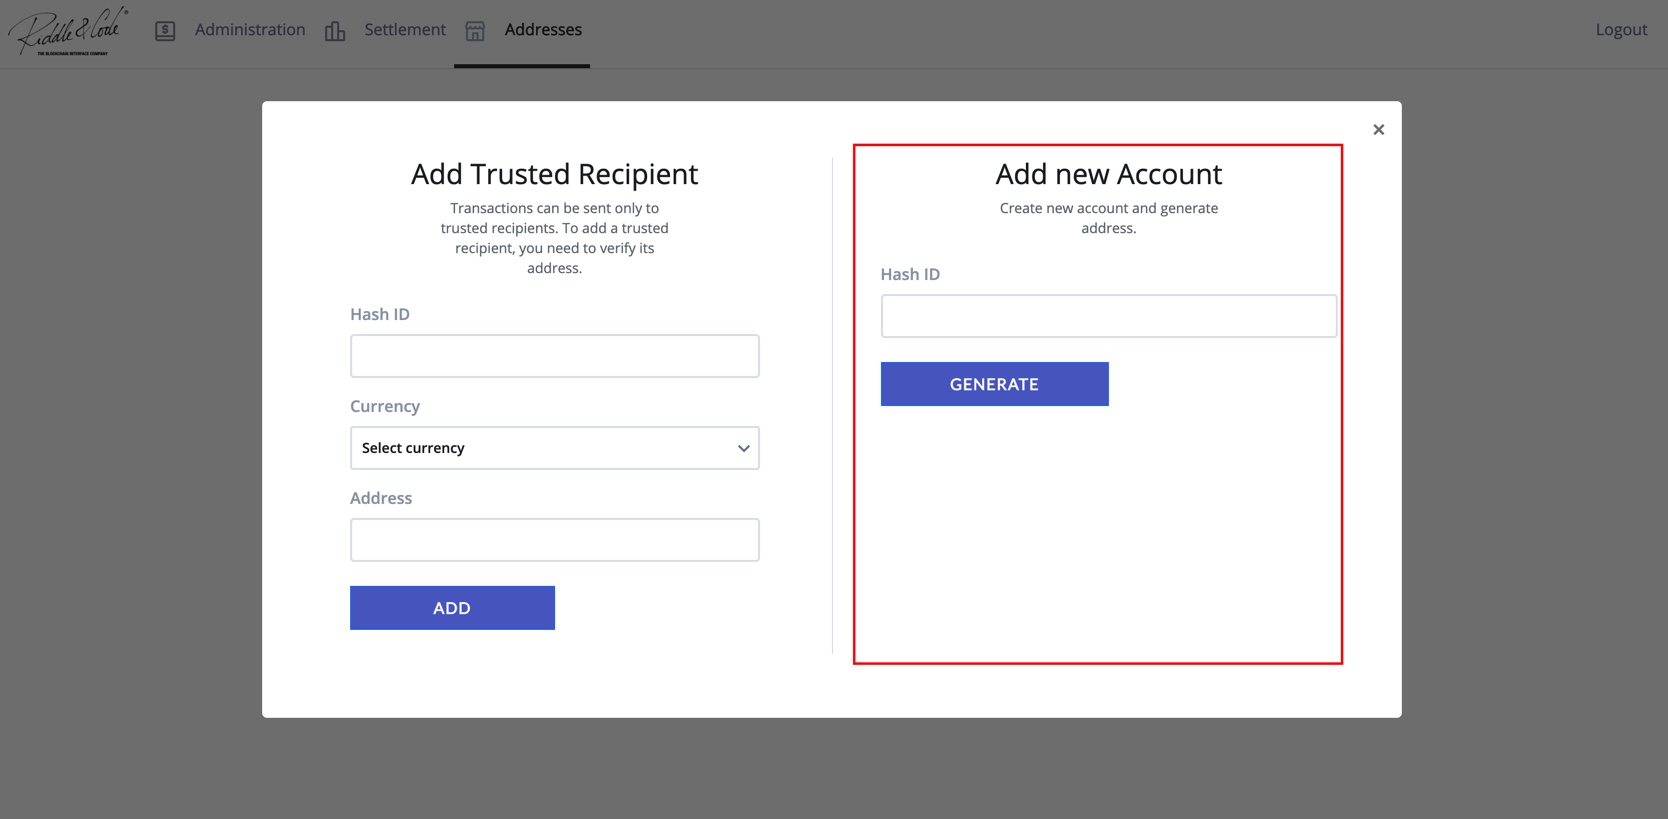 Riddle & Code
THE BLOCKCHAIN INTERFACE COMPANY
Administration
Settlement
Addresses
Logout
Add Trusted Recipient
Transactions can be sent only to
trusted recipients. To add a trusted
recipient, you need to verify its
address.
Hash ID
Currency
Select currency
Address
ADD
Add new Account
Create new account and generate
address.
Hash ID
GENERATE